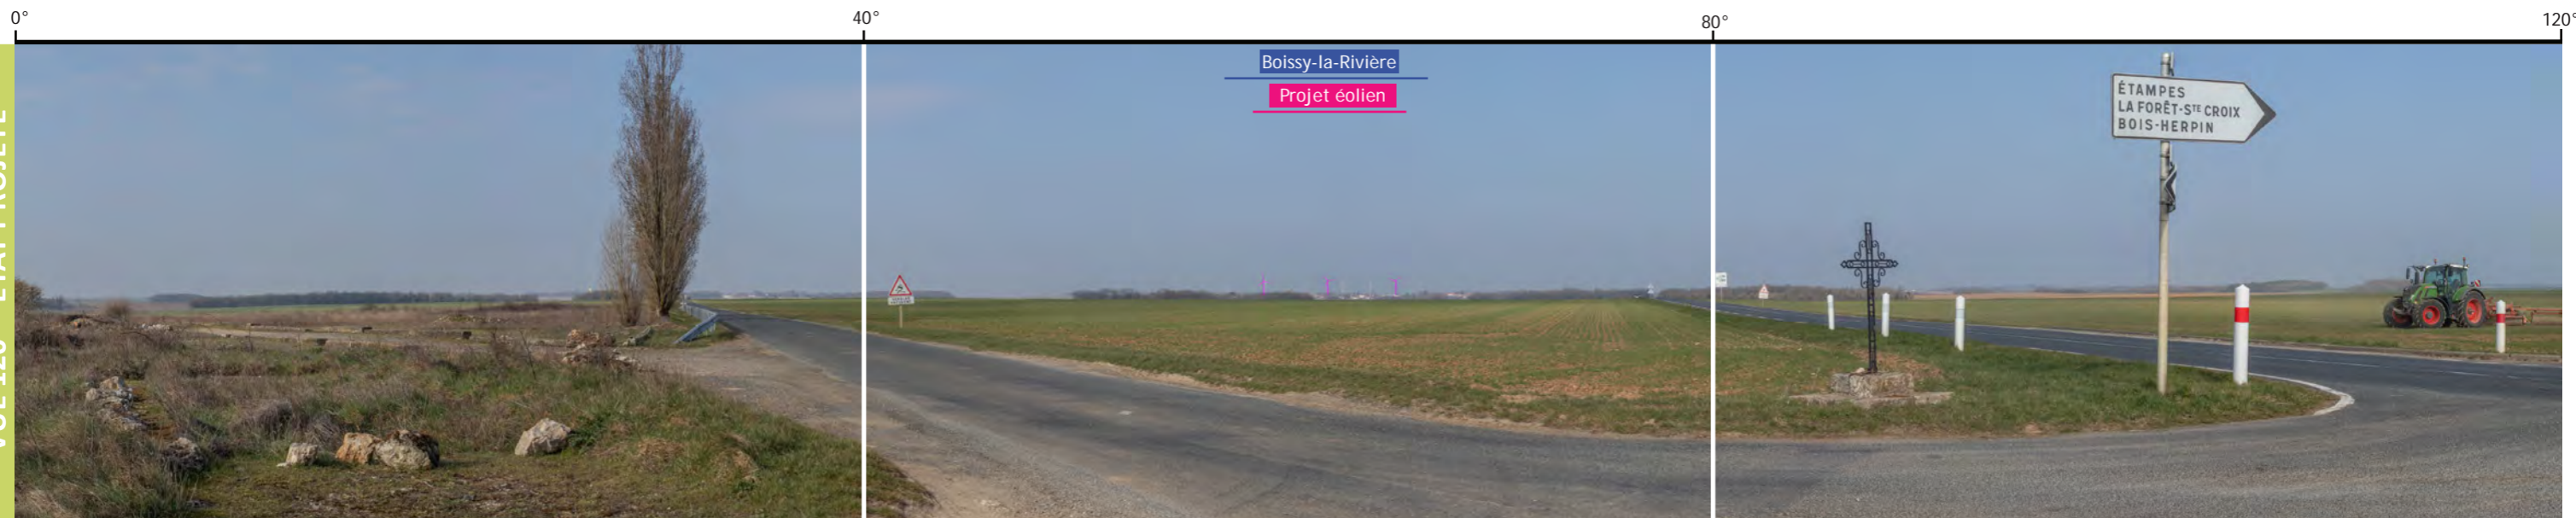 0°
40°
80°
120°
Boissy-la-Rivière
Projet éolien
ÉTAMPES
LA FORÊT-STE CROIX
BOIS-HERPIN